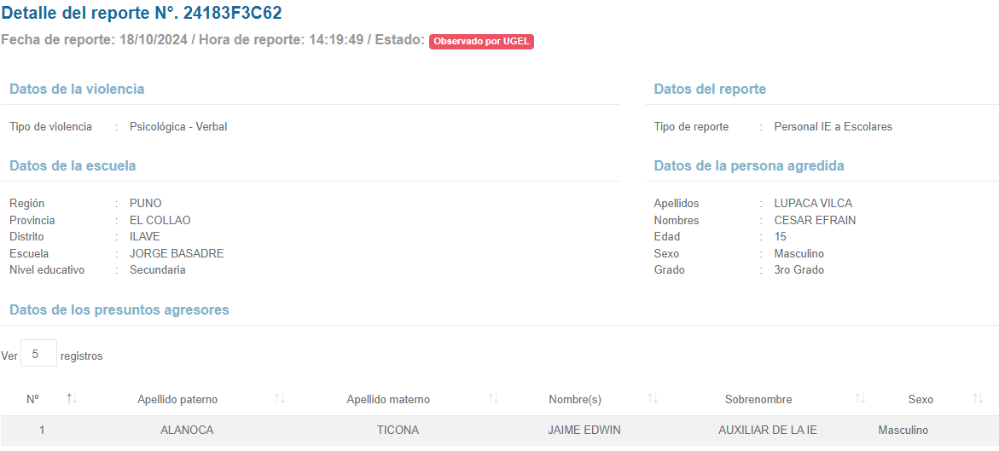 Detalle del reporte N°. 24183F3C62
Fecha de reporte: 18/10/2024 / Hora de reporte: 14:19:49 / Estado: Observado por UGEL
Datos de la violencia
Tipo de violencia : Psicológica - Verbal
Datos del reporte
Tipo de reporte : Personal IE a Escolares
Datos de la escuela
Región : PUNO
Provincia : EL COLLAO
Distrito : ILAVE
Escuela : JORGE BASADRE
Nivel educativo : Secundaria
Datos de la persona agredida
Apellidos : LUPACA VILCA
Nombres : CESAR EFRAIN
Edad : 15
Sexo : Masculino
Grado : 3ro Grado
Datos de los presuntos agresores
Ver 5 registros
Nº Apellido paterno Apellido materno Nombre(s) Sobrenombre Sexo
1 ALANOCA TICONA JAIME EDWIN AUXILIAR DE LA IE Masculino